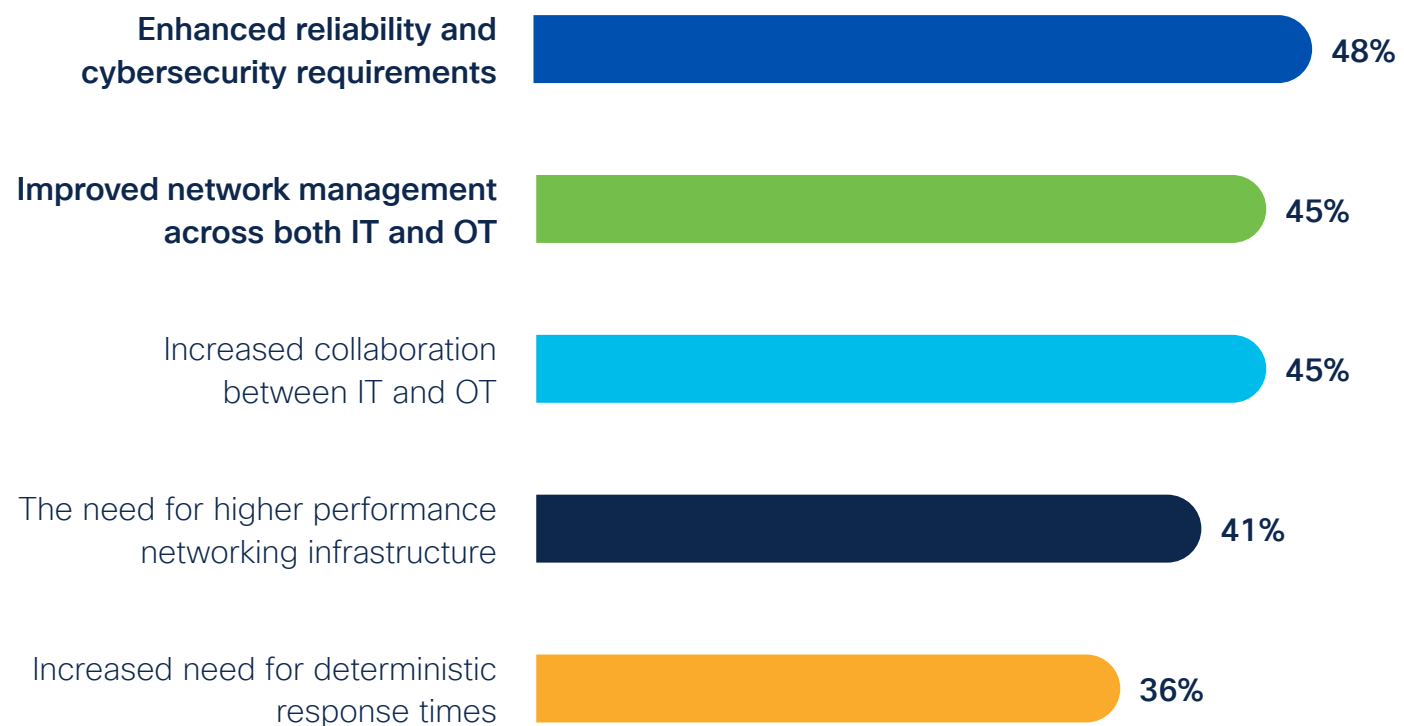 Enhanced reliability and
cybersecurity requirements
48%
Improved network management
across both IT and OT
45%
Increased collaboration
between IT and OT
45%
The need for higher performance
networking infrastructure
41%
Increased need for deterministic
response times
36%